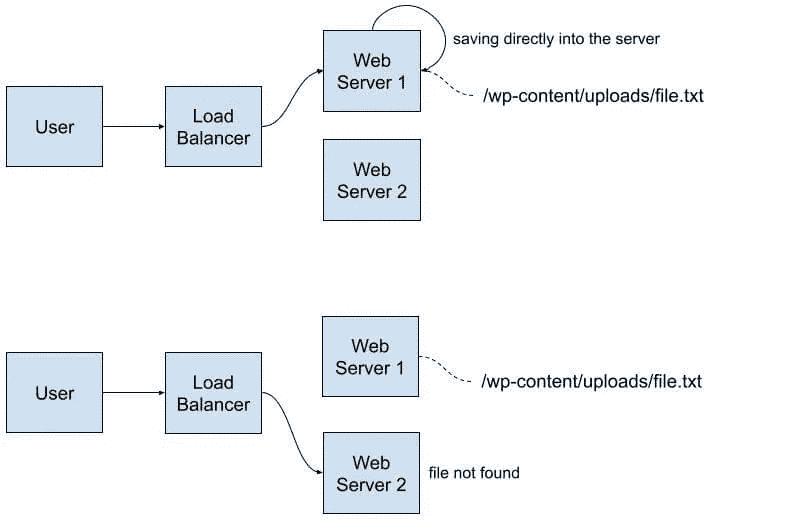 saving directly into the server
Web
Server 1
/wp-content/uploads/file.txt
User
Load
Balancer
Web
Server 2
Web
Server 1
/wp-content/uploads/file.txt
User
Load
Balancer
Web
Server 2
file not found